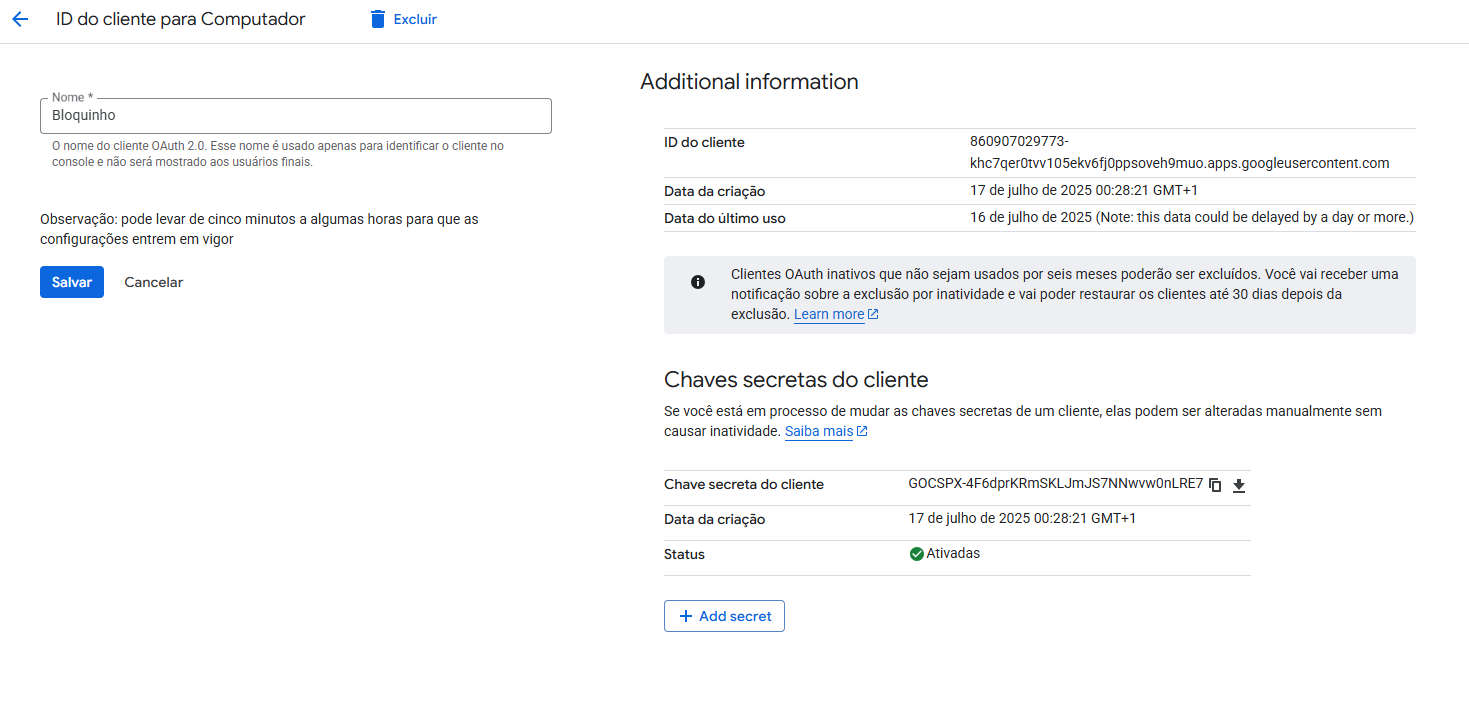 ID do cliente para Computador
Excluir
Nome *
Bloquinho
O nome do cliente OAuth 2.0. Esse nome é usado apenas para identificar o cliente no
console e não será mostrado aos usuários finais.
Observação: pode levar de cinco minutos a algumas horas para que as
configurações entrem em vigor
Salvar
Cancelar
Additional information
ID do cliente
860907029773-
khc7qer0tvv105ekv6fj0ppsoveh9muo.apps.googleusercontent.com
Data da criação
17 de julho de 2025 00:28:21 GMT+1
Data do último uso
16 de julho de 2025 (Note: this data could be delayed by a day or more.)
Clientes OAuth inativos que não sejam usados por seis meses poderão ser excluídos. Você vai receber uma
notificação sobre a exclusão por inatividade e vai poder restaurar os clientes até 30 dias depois da
exclusão. Learn more
Chaves secretas do cliente
Se você está em processo de mudar as chaves secretas de um cliente, elas podem ser alteradas manualmente sem
causar inatividade. Saiba mais
Chave secreta do cliente
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
Data da criação
17 de julho de 2025 00:28:21 GMT+1
Status
Ativadas
+ Add secret